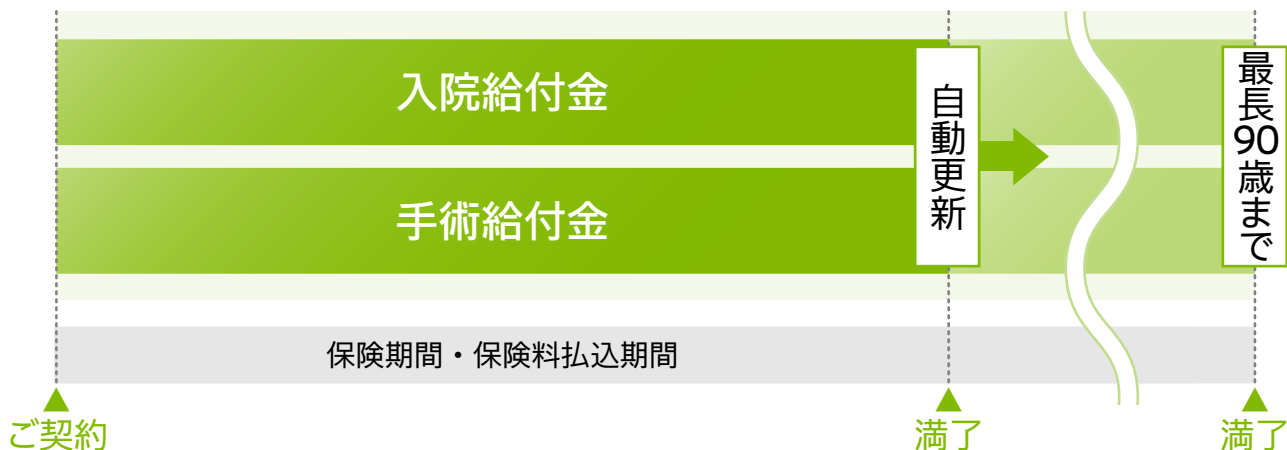 入院給付金
手術給付金
自動更新
最長90歳まで
保険期間・保険料払込期間
ご契約
満了
満了